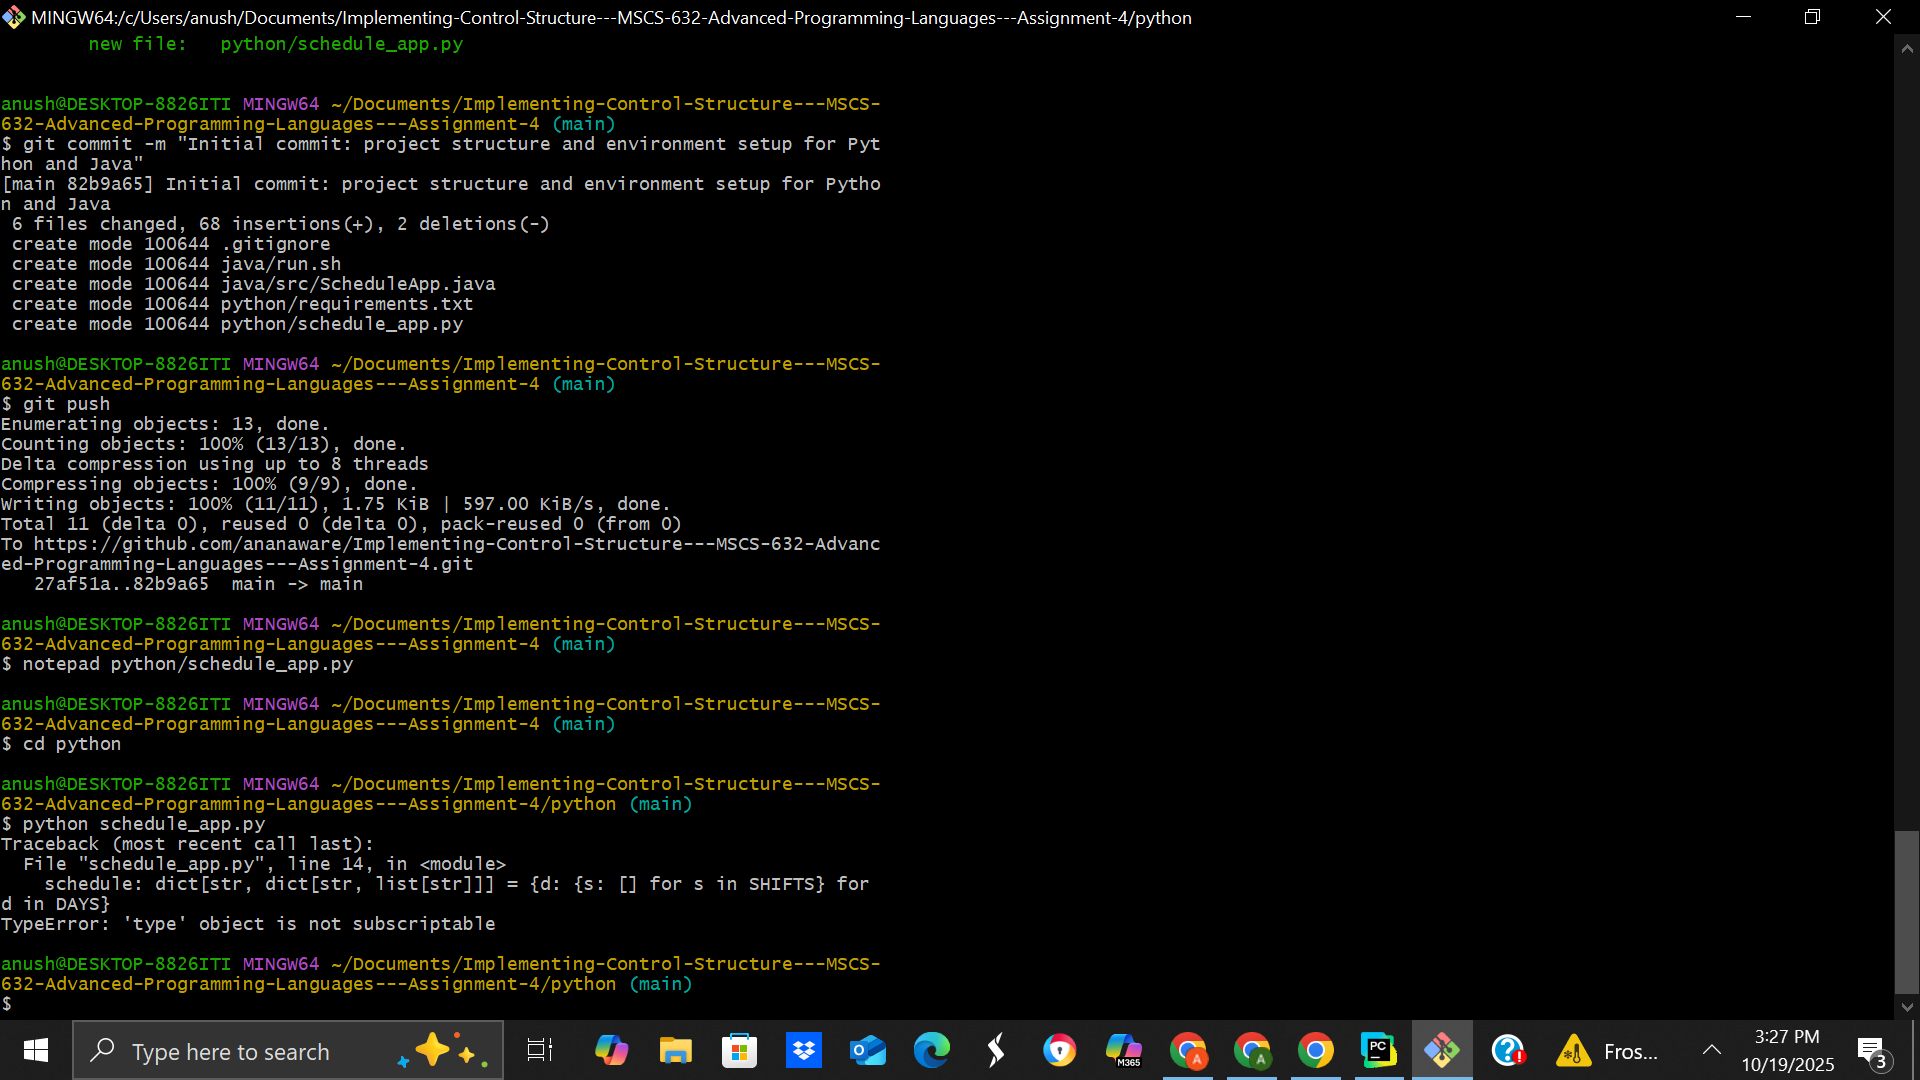 MINGW64:/c/Users/anush/Documents/Implementing-Control-Structure---MSCS-632-Advanced-Programming-Languages---Assignment-4/python
new file:   python/schedule_app.py
anush@DESKTOP-8826ITI MINGW64 ~/Documents/Implementing-Control-Structure---MSCS-
632-Advanced-Programming-Languages---Assignment-4 (main)
$ git commit -m "Initial commit: project structure and environment setup for Pyt
hon and Java"
[main 82b9a65] Initial commit: project structure and environment setup for Pytho
n and Java
 6 files changed, 68 insertions(+), 2 deletions(-)
 create mode 100644 .gitignore
 create mode 100644 java/run.sh
 create mode 100644 java/src/ScheduleApp.java
 create mode 100644 python/requirements.txt
 create mode 100644 python/schedule_app.py
anush@DESKTOP-8826ITI MINGW64 ~/Documents/Implementing-Control-Structure---MSCS-
632-Advanced-Programming-Languages---Assignment-4 (main)
$ git push
Enumerating objects: 13, done.
Counting objects: 100% (13/13), done.
Delta compression using up to 8 threads
Compressing objects: 100% (9/9), done.
Writing objects: 100% (11/11), 1.75 KiB | 597.00 KiB/s, done.
Total 11 (delta 0), reused 0 (delta 0), pack-reused 0 (from 0)
To https://github.com/ananaware/Implementing-Control-Structure---MSCS-632-Advanc
ed-Programming-Languages---Assignment-4.git
   27af51a..82b9a65  main -> main
anush@DESKTOP-8826ITI MINGW64 ~/Documents/Implementing-Control-Structure---MSCS-
632-Advanced-Programming-Languages---Assignment-4 (main)
$ notepad python/schedule_app.py
anush@DESKTOP-8826ITI MINGW64 ~/Documents/Implementing-Control-Structure---MSCS-
632-Advanced-Programming-Languages---Assignment-4 (main)
$ cd python
anush@DESKTOP-8826ITI MINGW64 ~/Documents/Implementing-Control-Structure---MSCS-
632-Advanced-Programming-Languages---Assignment-4/python (main)
$ python schedule_app.py
Traceback (most recent call last):
  File "schedule_app.py", line 14, in <module>
    schedule: dict[str, dict[str, list[str]]] = {d: {s: [] for s in SHIFTS} for
d in DAYS}
TypeError: 'type' object is not subscriptable
anush@DESKTOP-8826ITI MINGW64 ~/Documents/Implementing-Control-Structure---MSCS-
632-Advanced-Programming-Languages---Assignment-4/python (main)
$
Type here to search
M365
A
A
PC
Fros...
3:27 PM
10/19/2025
3